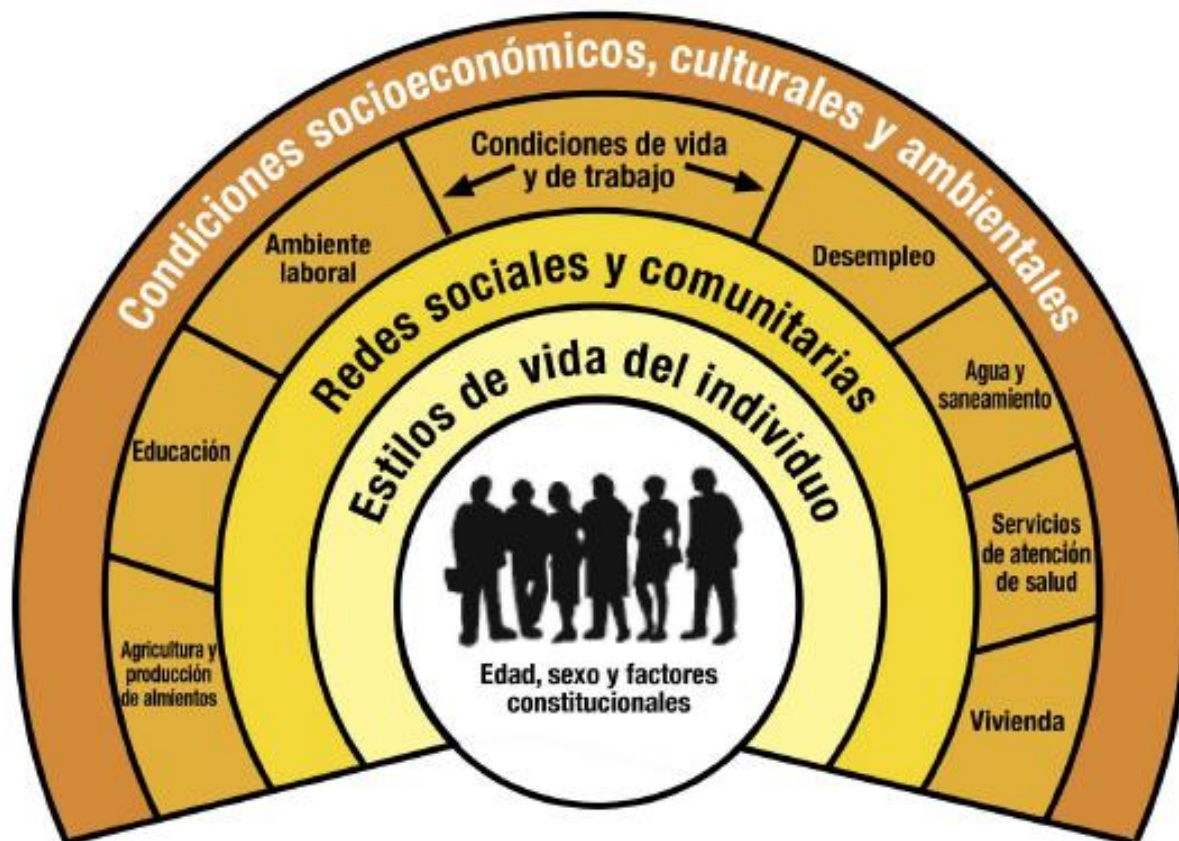 Condiciones socioeconómicos, culturales y ambientales
Condiciones de vida
y de trabajo
Ambiente
laboral
Desempleo
Redes sociales y comunitarias
Agua y
saneamiento
Estilos de vida del individuo
Educación
Servicios
de atención
de salud
Agricultura y
producción
de almientos
Edad, sexo y factores
constitucionales
Vivienda